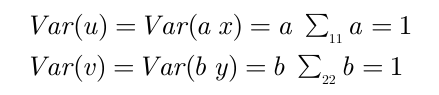 Var(u) = Var(a x) = a ∑₁₁ a = 1
Var(v) = Var(b y) = b ∑₂₂ b = 1